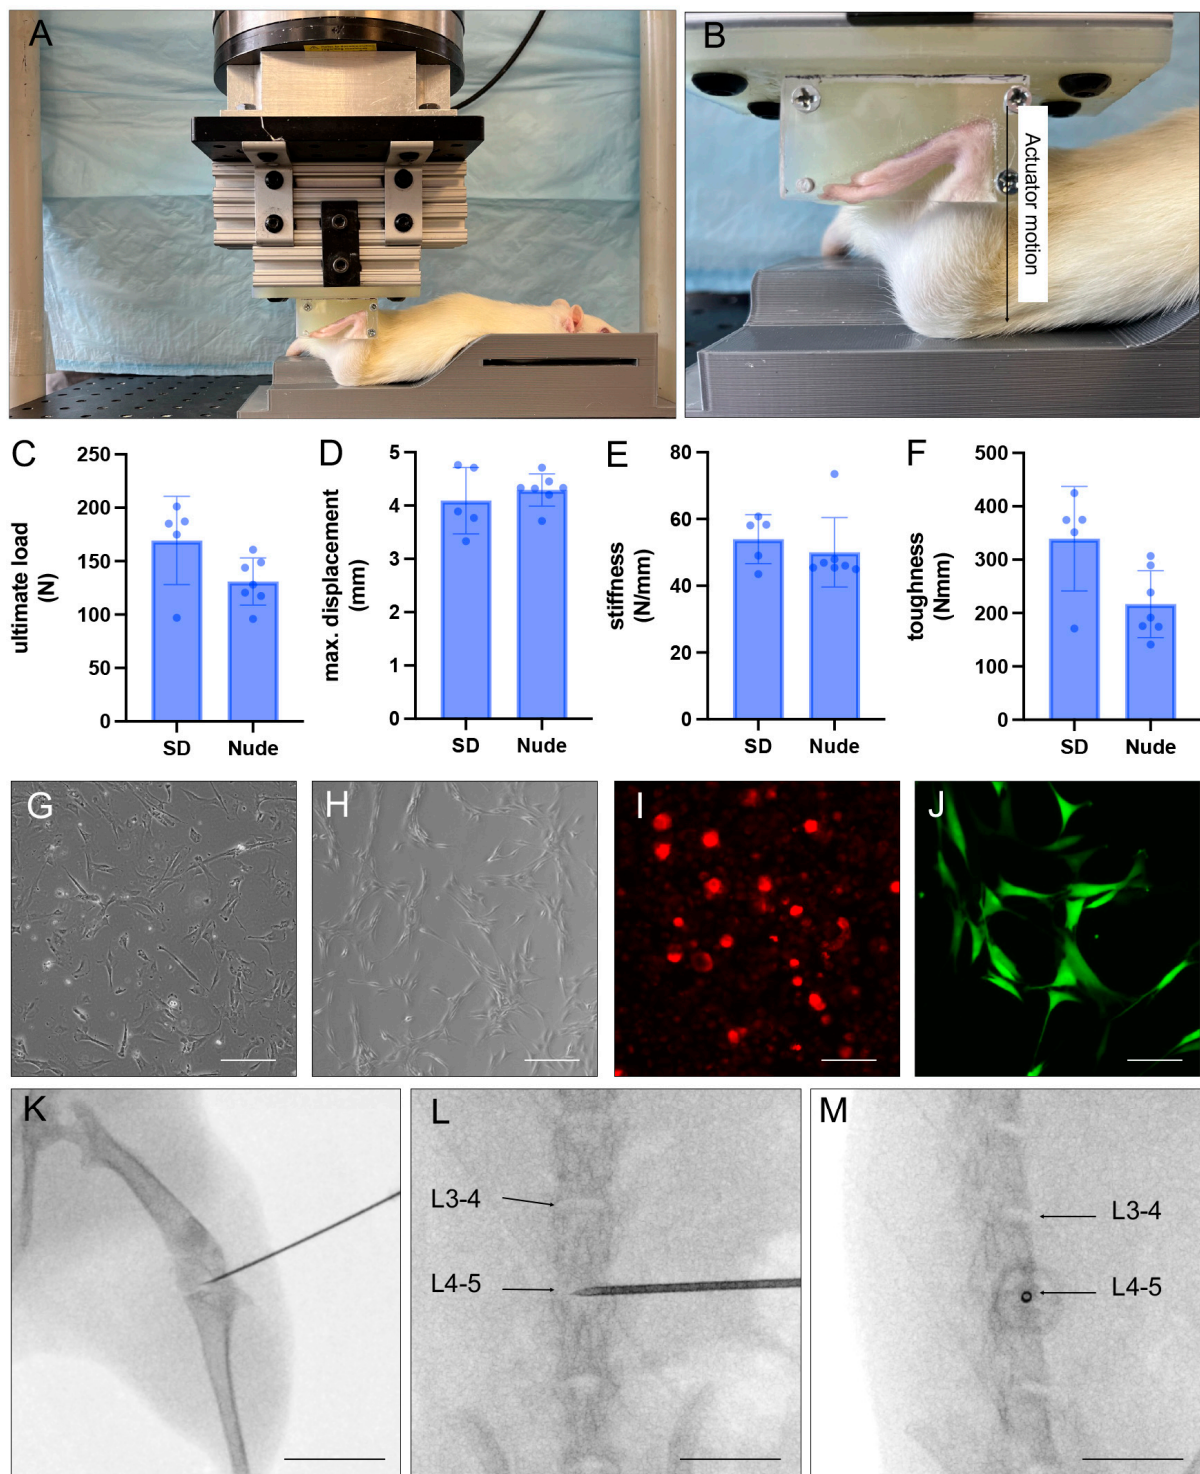 A
B
Actuator motion
C
ultimate load
(N)
250
200
150
100
50
0
SD
Nude
D
max. displacement
(mm)
5
4
3
2
1
0
SD
Nude
E
stiffness
(N/mm)
80
60
40
20
0
SD
Nude
F
toughness
(Nmm)
500
400
300
200
100
0
SD
Nude
G
H
I
J
K
L
L3-4
L4-5
M
L3-4
L4-5